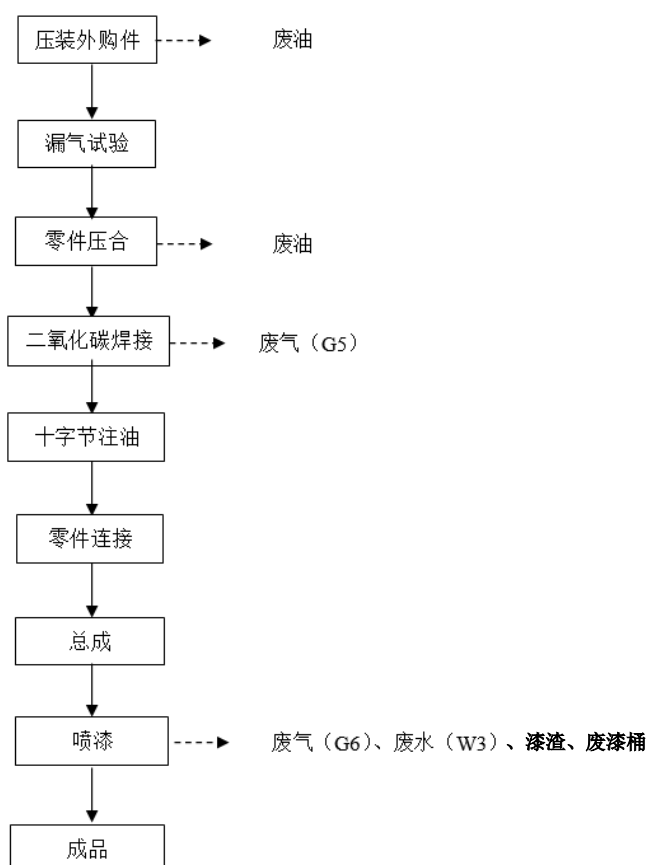 压装外购件 废油
漏气试验
零件压合 废油
二氧化碳焊接 废气（G5）
十字节注油
零件连接
总成
喷漆 废气（G6）、废水（W3）、漆渣、废漆桶
成品